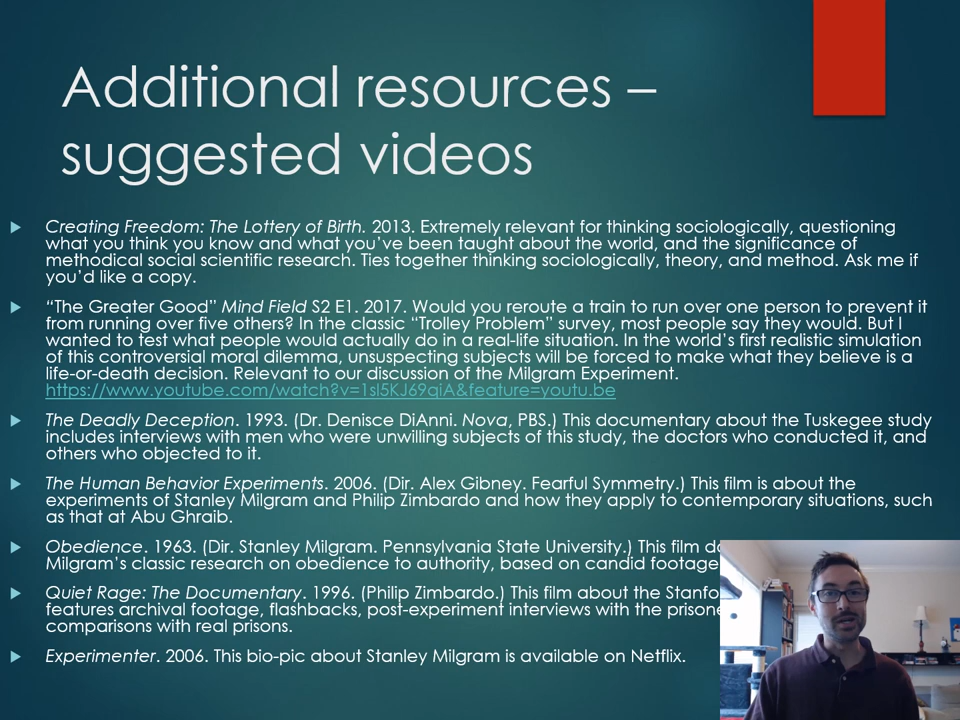 Additional resources –
suggested videos
Creating Freedom: The Lottery of Birth. 2013. Extremely relevant for thinking sociologically, questioning
what you think you know and what you've been taught about the world, and the significance of
methodical social scientific research. Ties together thinking sociologically, theory, and method. Ask me if
you'd like a copy.
"The Greater Good" Mind Field S2 E1. 2017. Would you reroute a train to run over one person to prevent it
from running over five others? In the classic "Trolley Problem" survey, most people say they would. But I
wanted to test what people would actually do in a real-life situation. In the world's first realistic simulation
of this controversial moral dilemma, unsuspecting subjects will be forced to make what they believe is a
life-or-death decision. Relevant to our discussion of the Milgram Experiment.
https://www.youtube.com/watch?v=1sl5KJ69qiA&feature=youtu.be
The Deadly Deception. 1993. (Dr. Denisce DiAnni. Nova, PBS.) This documentary about the Tuskegee study
includes interviews with men who were unwilling subjects of this study, the doctors who conducted it, and
others who objected to it.
The Human Behavior Experiments. 2006. (Dir. Alex Gibney. Fearful Symmetry.) This film is about the
experiments of Stanley Milgram and Philip Zimbardo and how they apply to contemporary situations, such
as that at Abu Ghraib.
Obedience. 1963. (Dir. Stanley Milgram. Pennsylvania State University.) This film
Milgram's classic research on obedience to authority, based on candid footage
Quiet Rage: The Documentary. 1996. (Philip Zimbardo.) This film about the
features archival footage, flashbacks, post-experiment interviews with the
comparisons with real prisons.
Experimenter. 2006. This bio-pic about Stanley Milgram is available on Netflix.